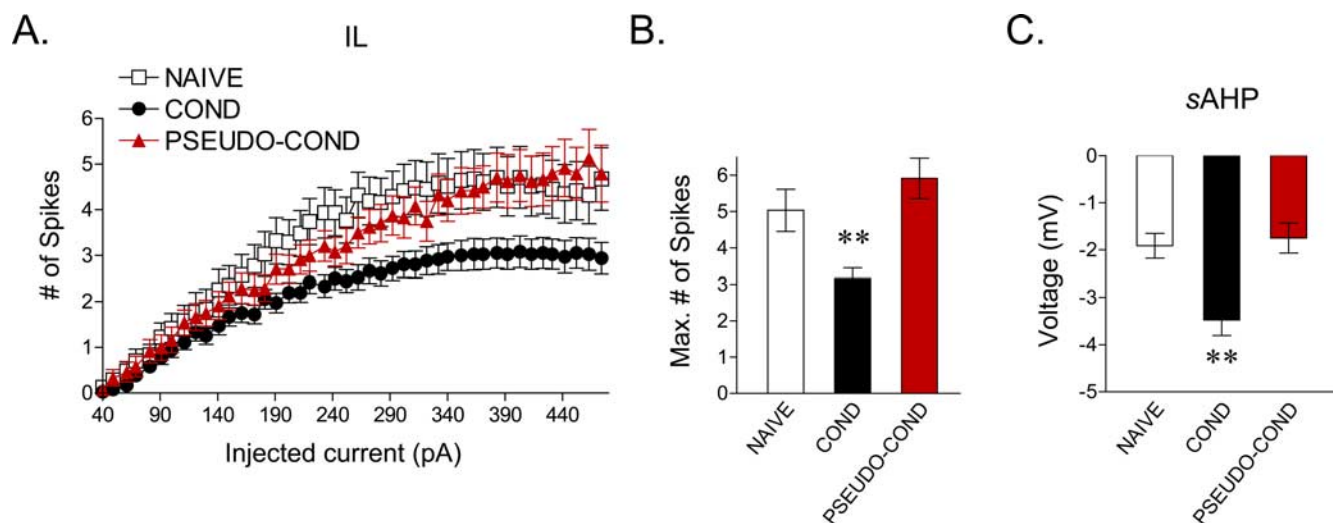 A.
IL
NAIVE
COND
PSEUDO-COND
# of Spikes
6
5
4
3
2
1
0
40 90 140 190 240 290 340 390 440
Injected current (pA)
B.
Max. # of Spikes
6
5
4
3
2
1
0
**
NAIVE
COND
PSEUDO-COND
C.
sAHP
Voltage (mV)
0
-1
-2
-3
-4
-5
**
NAIVE
COND
PSEUDO-COND